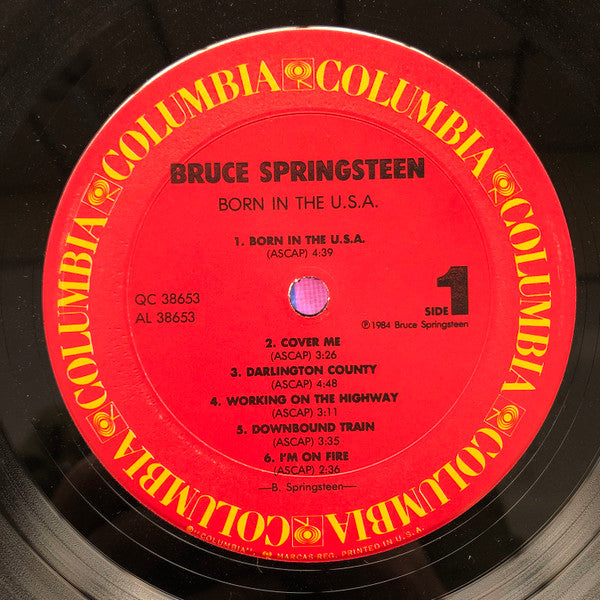 COLUMBIA COLUMBIA COLUMBIA COLUMBIA COLUMBIA COLUMBIA COLUMBIA
BRUCE SPRINGSTEEN
BORN IN THE U.S.A.
1. BORN IN THE U.S.A.
(ASCAP) 4:39
QC 38653
AL 38653
SIDE 1
℗1984 Bruce Springsteen
2. COVER ME
(ASCAP) 3:26
3. DARLINGTON COUNTY
(ASCAP) 4:48
4. WORKING ON THE HIGHWAY
(ASCAP) 3:11
5. DOWNBOUND TRAIN
(ASCAP) 3:35
6. I'M ON FIRE
(ASCAP) 2:36
—B. Springsteen—
"COLUMBIA", MARCAS REG. PRINTED IN U.S.A.